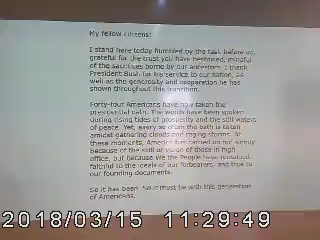 My fellow citizens:
I stand here today humbled by the task before us,
grateful for the trust you have bestowed, mindful
of the sacrifices borne by our ancestors. I thank
President Bush for his service to our nation, as
well as the generosity and cooperation he has
shown throughout this transition.
Forty-four Americans have now taken the
presidential oath. The words have been spoken
during rising tides of prosperity and the still waters
of peace. Yet, every so often the oath is taken
amidst gathering clouds and raging storms. At
these moments, America has carried on not simply
because of the skill or vision of those in high
office, but because We the People have remained
faithful to the ideals of our forbearers, and true to
our founding documents.
So it has been. So it must be with this generation
of Americans.
2018/03/15 11:29:49